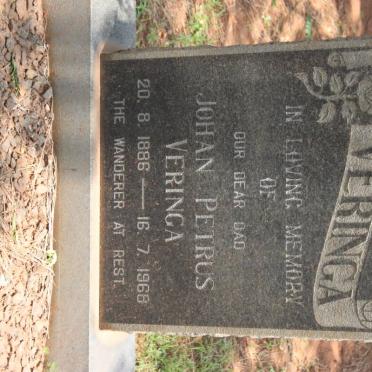 VERINGA
IN LOVING MEMORY
OF
OUR DEAR DAD
JOHAN PETRUS
VERINGA
20. 8. 1886 — 16. 7. 1968
THE WANDERER AT REST.